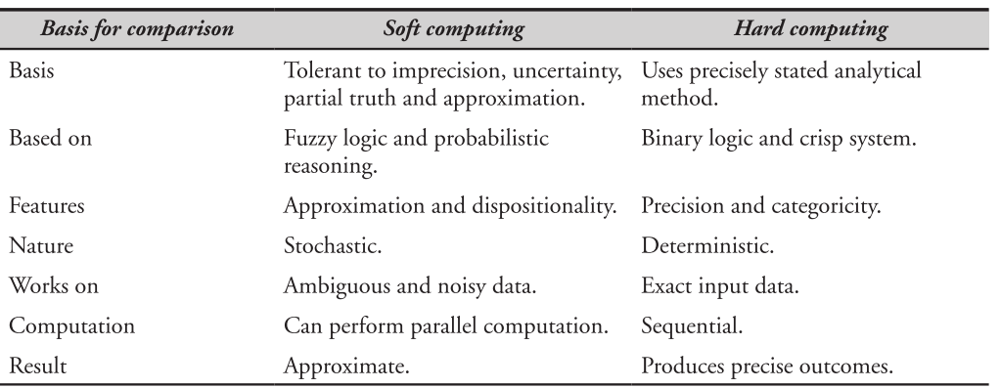 Basis for comparison Soft computing Hard computing
Basis Tolerant to imprecision, uncertainty, Uses precisely stated analytical
partial truth and approximation. method.
Based on Fuzzy logic and probabilistic Binary logic and crisp system.
reasoning.
Features Approximation and dispositionality. Precision and categoricity.
Nature Stochastic. Deterministic.
Works on Ambiguous and noisy data. Exact input data.
Computation Can perform parallel computation. Sequential.
Result Approximate. Produces precise outcomes.